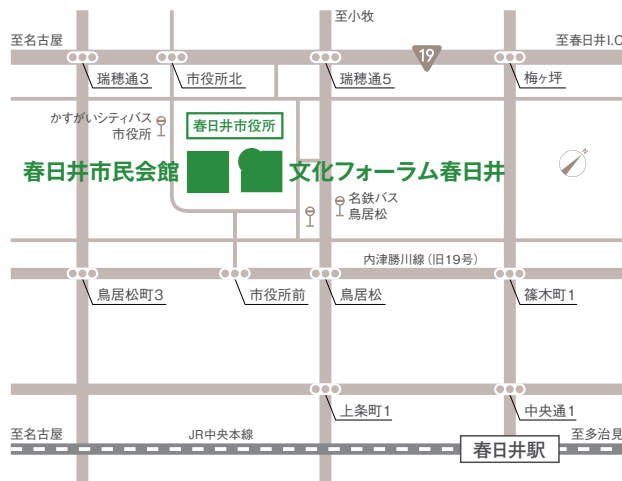 至小牧
至名古屋
19
至春日井I.C
瑞穂通3
市役所北
瑞穂通5
梅ヶ坪
かすがいシティバス
市役所
春日井市役所
N
春日井市民会館
文化フォーラム春日井
名鉄バス
鳥居松
内津勝川線（旧19号）
鳥居松町3
市役所前
鳥居松
篠木町1
上条町1
中央通1
至名古屋
JR中央本線
春日井駅
至多治見